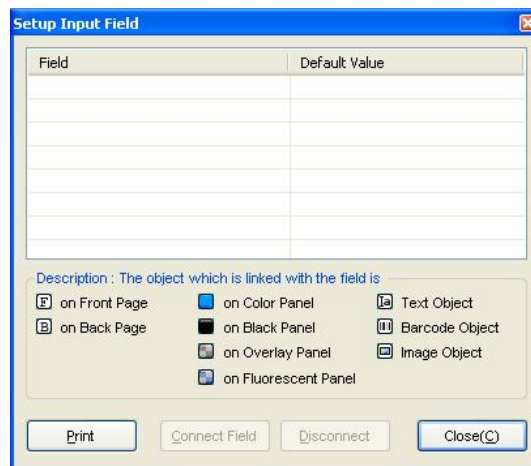 Setup Input Field
Field Default Value
Description : The object which is linked with the field is
F on Front Page on Color Panel Ia Text Object
B on Back Page on Black Panel Barcode Object
on Overlay Panel Image Object
on Fluorescent Panel
Print Connect Field Disconnect Close(C)